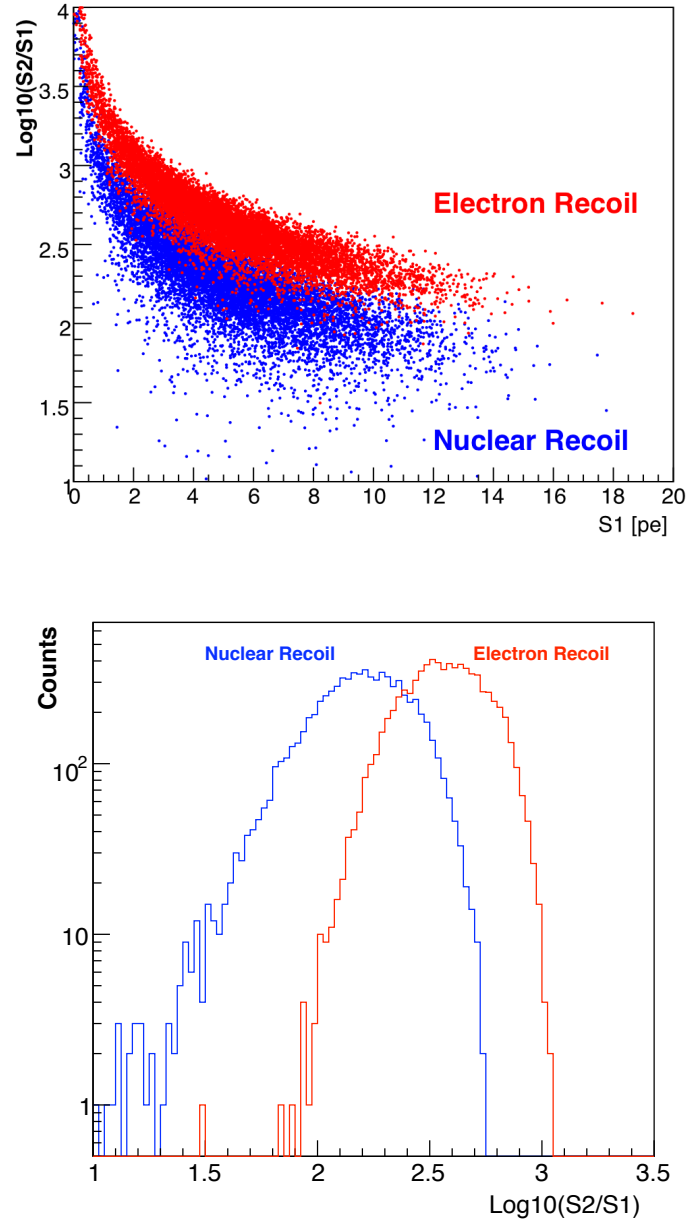 Log10(S2/S1)
4
3.5
3
2.5
2
1.5
1
Electron Recoil
Nuclear Recoil
0 2 4 6 8 10 12 14 16 18 20
S1 [pe]
Counts
Nuclear Recoil
Electron Recoil
10²
10
1
1 1.5 2 2.5 3 3.5
Log10(S2/S1)